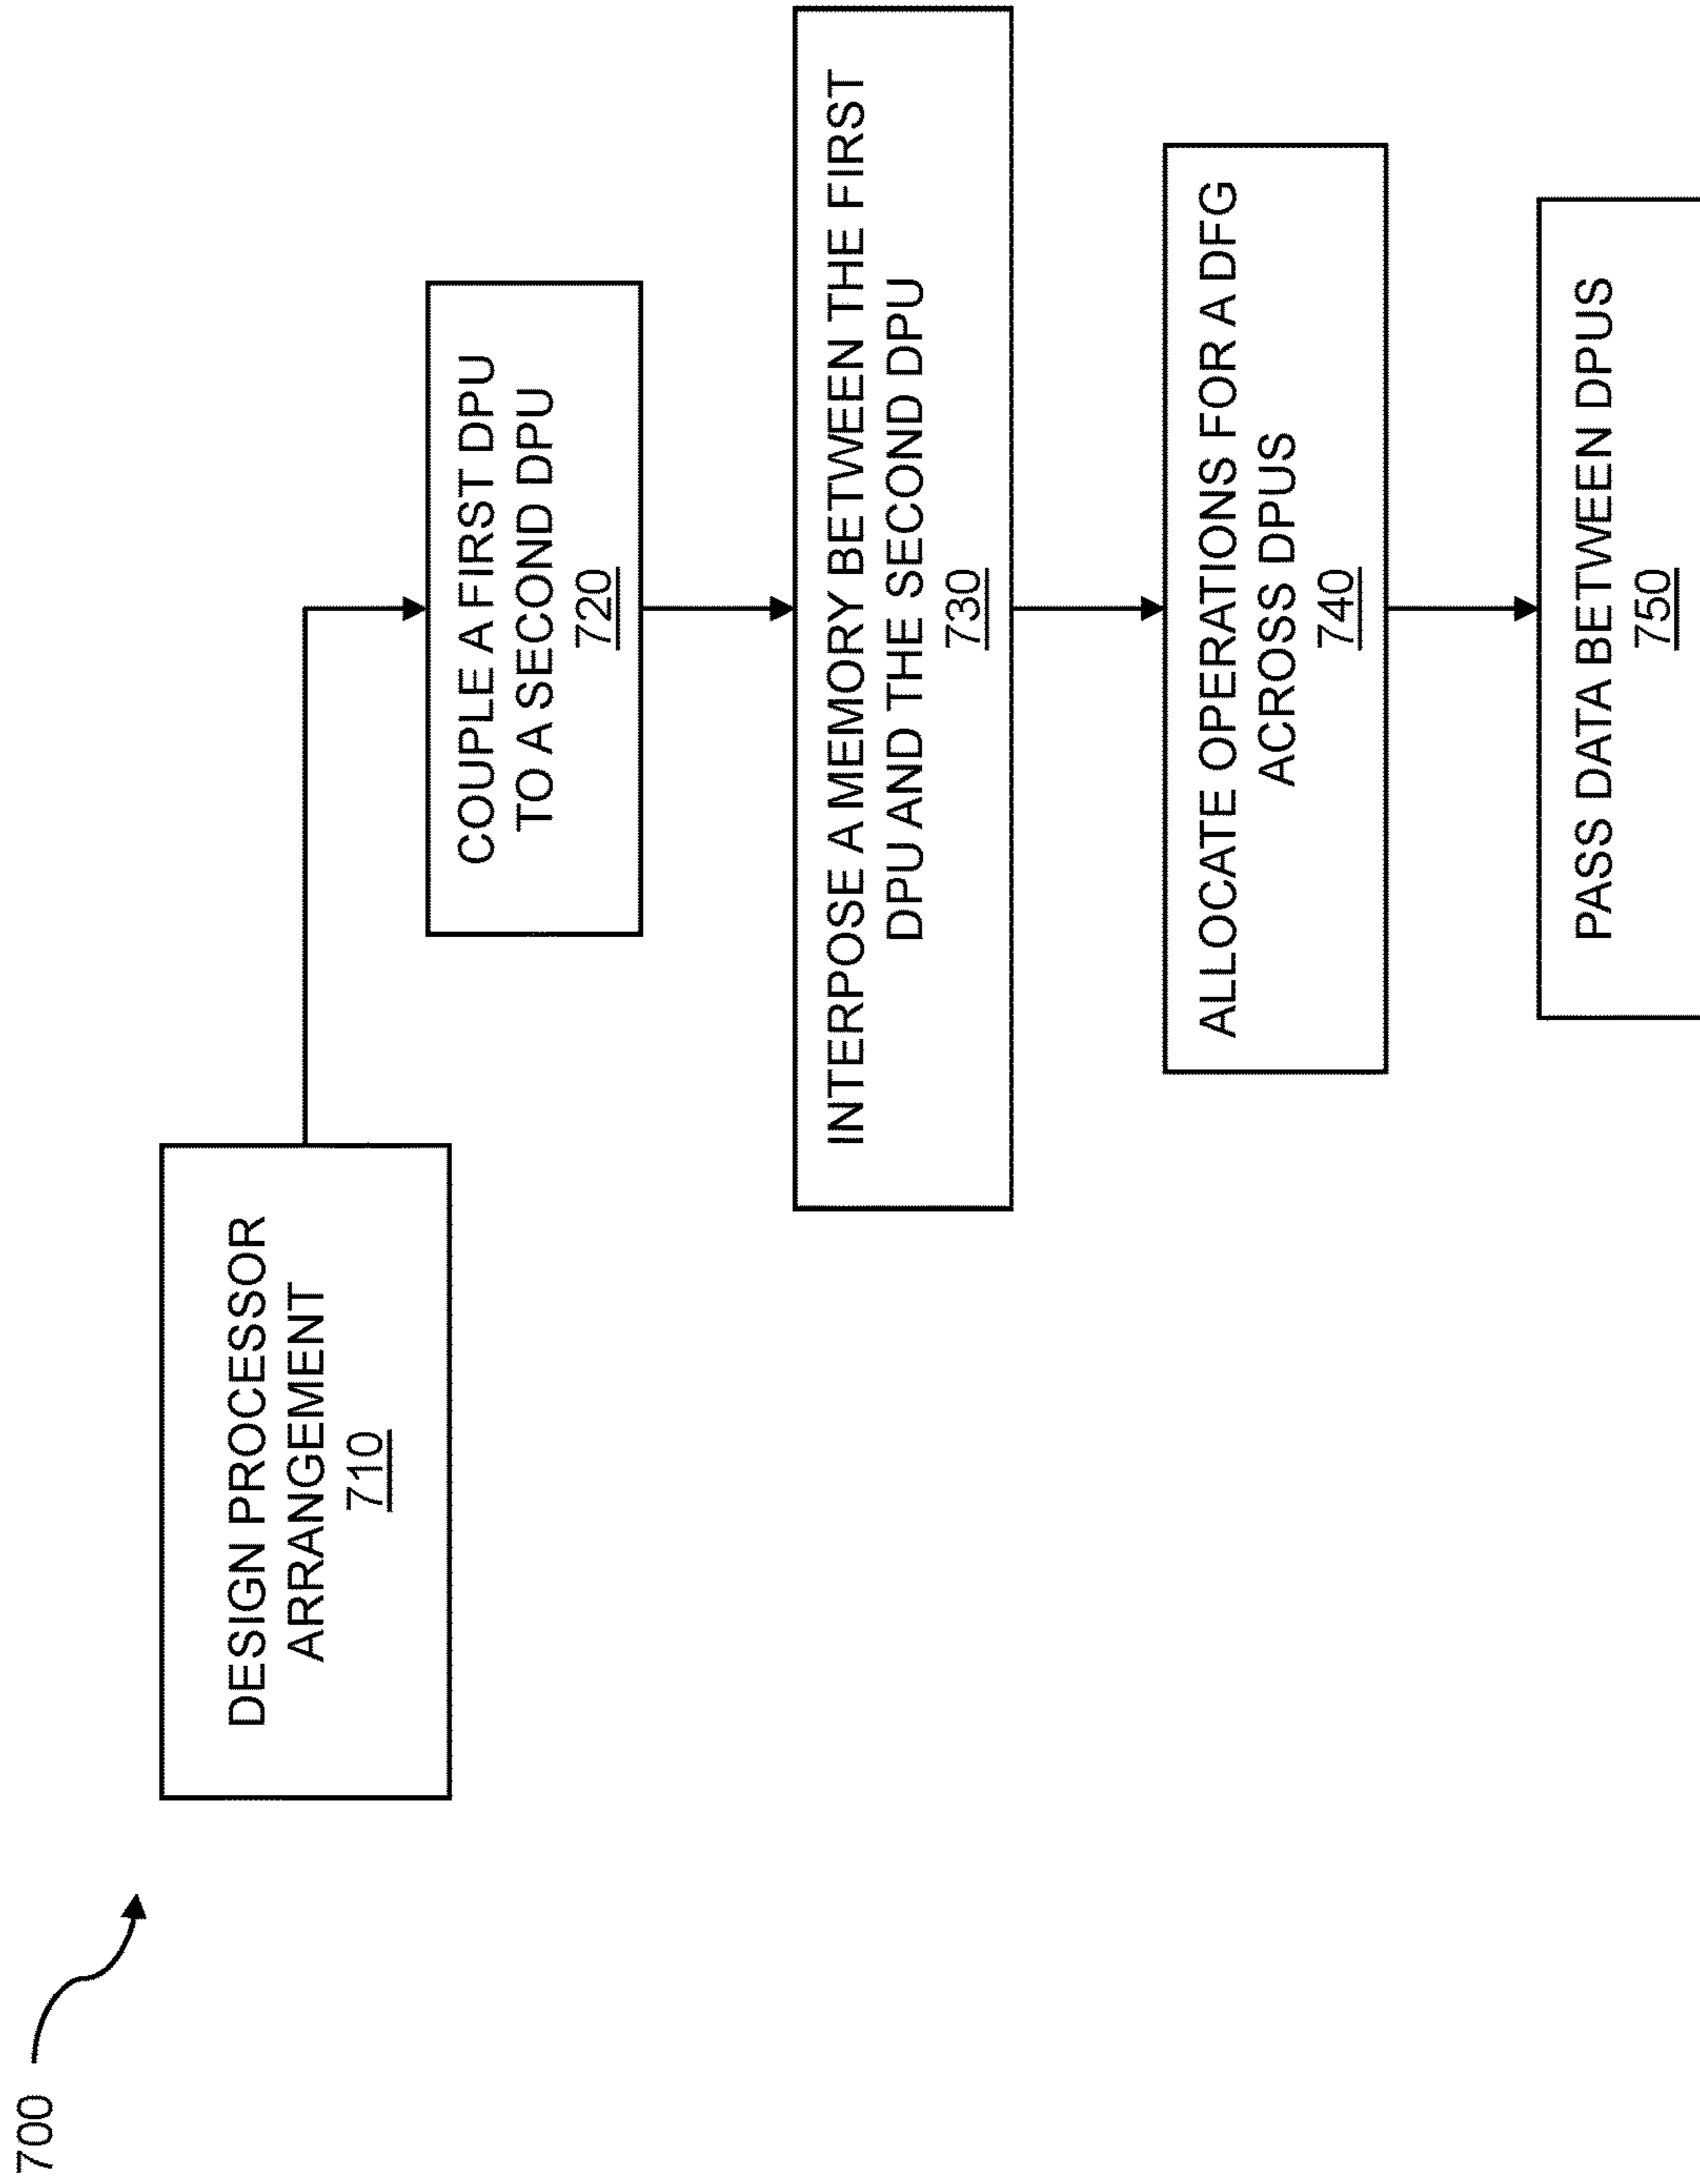 700
DESIGN PROCESSOR
ARRANGEMENT
710
COUPLE A FIRST DPU
TO A SECOND DPU
720
INTERPOSE A MEMORY BETWEEN THE FIRST
DPU AND THE SECOND DPU
730
ALLOCATE OPERATIONS FOR A DFG
ACROSS DPUS
740
PASS DATA BETWEEN DPUS
750